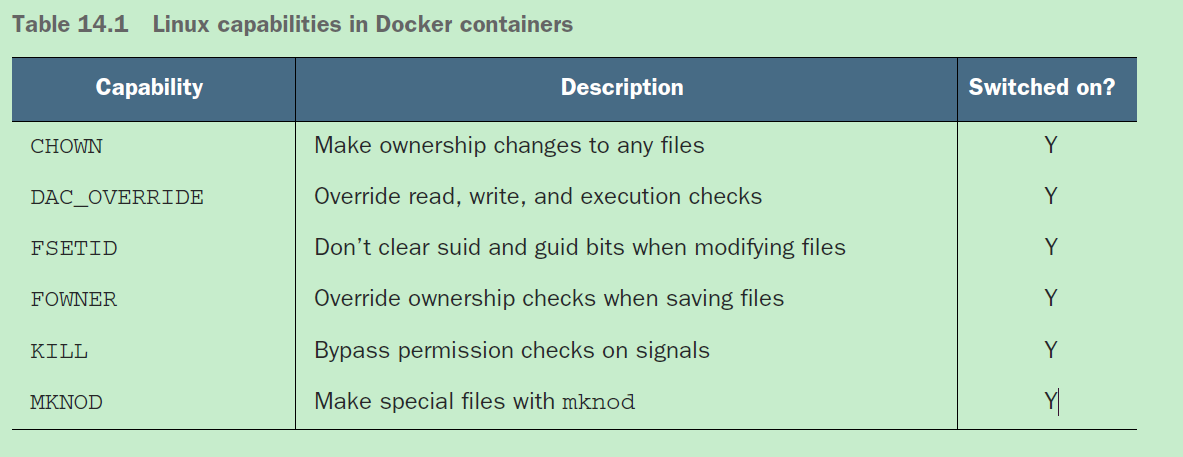 Table 14.1 Linux capabilities in Docker containers
Capability Description Switched on?
CHOWN Make ownership changes to any files Y
DAC_OVERRIDE Override read, write, and execution checks Y
FSETID Don’t clear suid and guid bits when modifying files Y
FOWNER Override ownership checks when saving files Y
KILL Bypass permission checks on signals Y
MKNOD Make special files with mknod Y